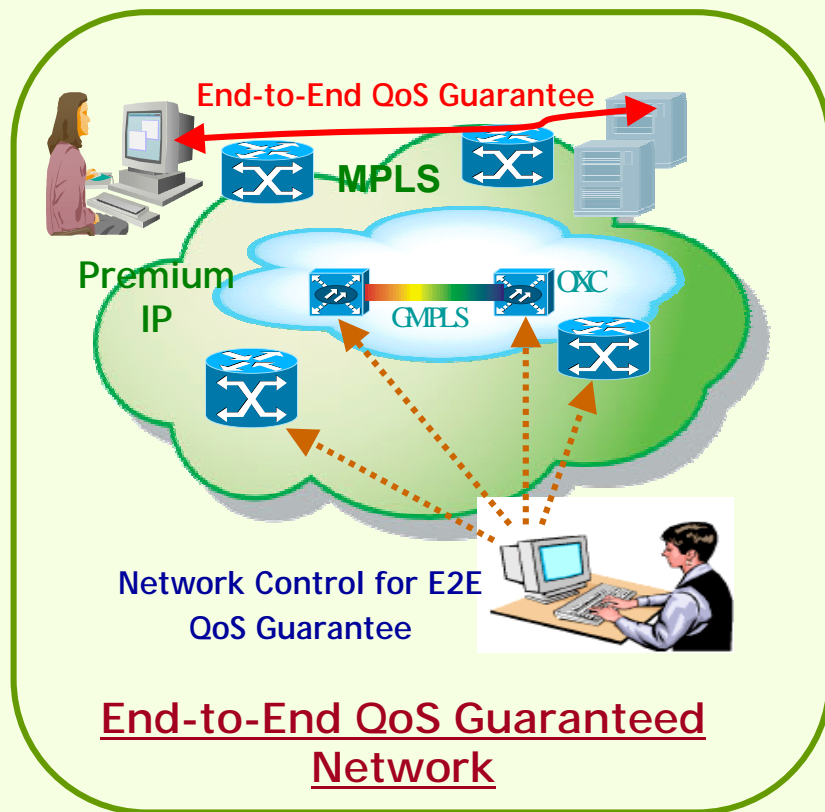 End-to-End QoS Guarantee
MPLS
Premium
IP
OXC
GMPLS
Network Control for E2E
QoS Guarantee
End-to-End QoS Guaranteed
Network